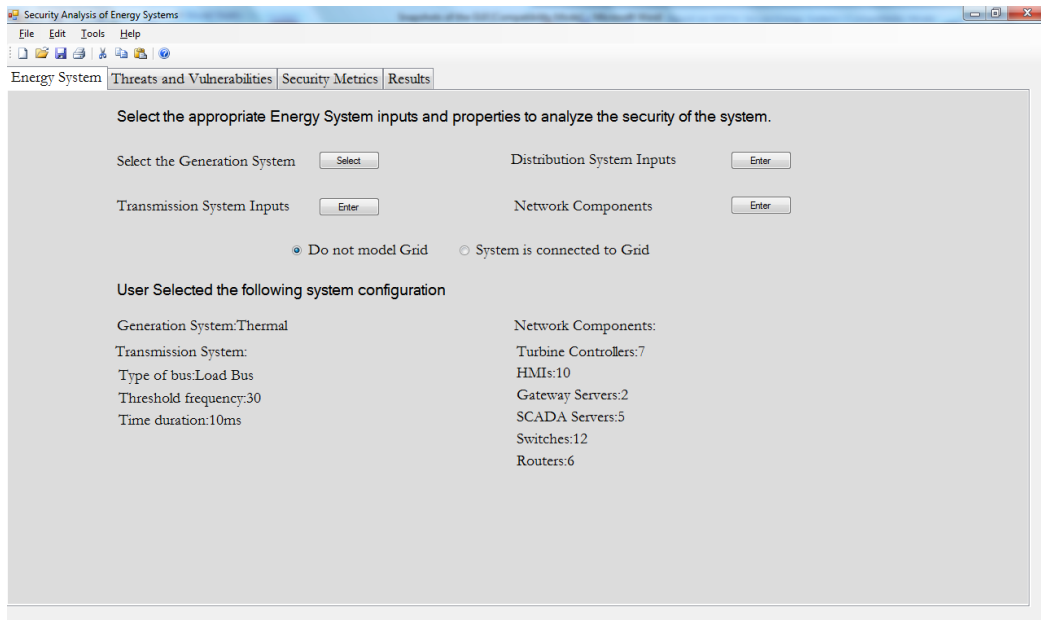 Security Analysis of Energy Systems
File Edit Tools Help
Energy System Threats and Vulnerabilities Security Metrics Results
Select the appropriate Energy System inputs and properties to analyze the security of the system.
Select the Generation System Select Distribution System Inputs Enter
Transmission System Inputs Enter Network Components Enter
Do not model Grid System is connected to Grid
User Selected the following system configuration
Generation System:Thermal
Transmission System:
Type of bus:Load Bus
Threshold frequency:30
Time duration:10ms
Network Components:
Turbine Controllers:7
HMIs:10
Gateway Servers:2
SCADA Servers:5
Switches:12
Routers:6